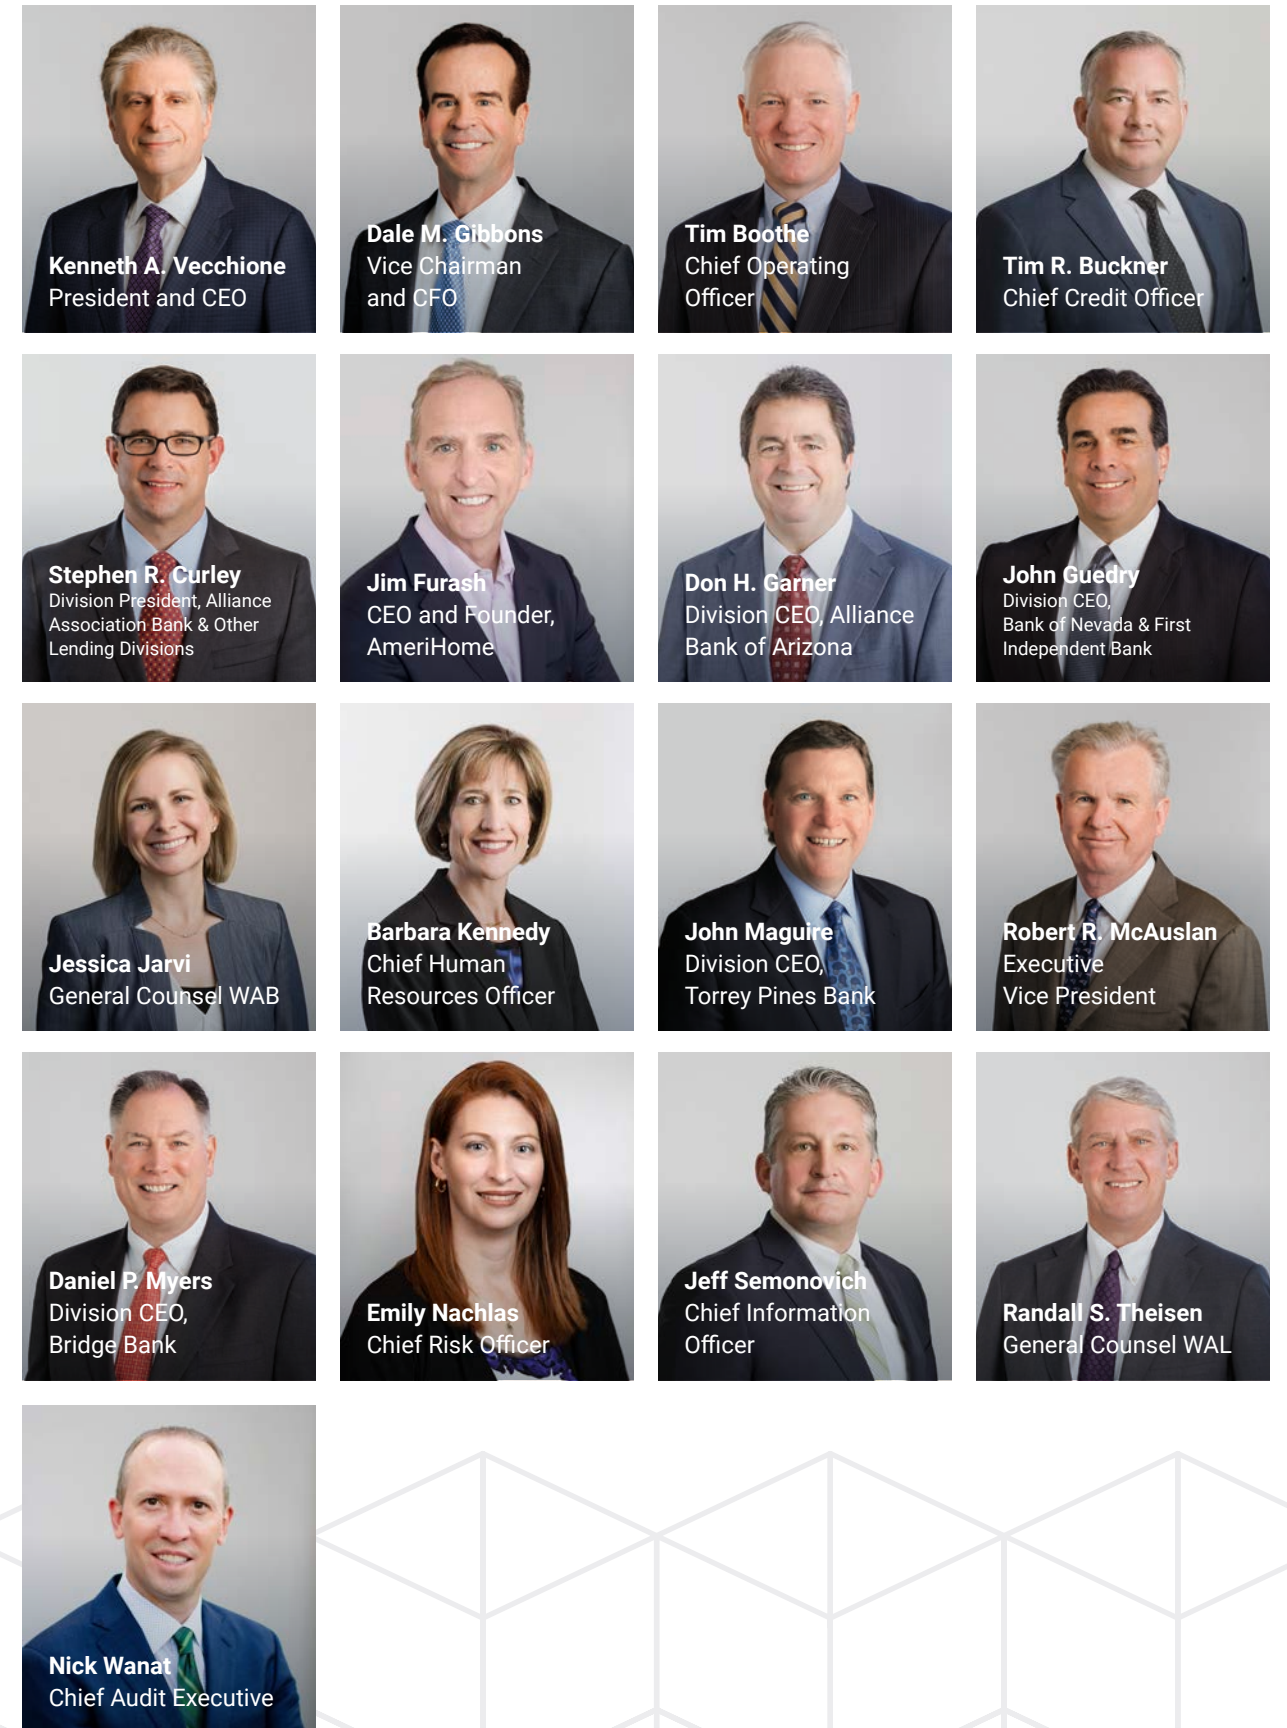 Kenneth A. Vecchione
President and CEO
Dale M. Gibbons
Vice Chairman
and CFO
Tim Boothe
Chief Operating
Officer
Tim R. Buckner
Chief Credit Officer
Stephen R. Curley
Division President, Alliance
Association Bank & Other
Lending Divisions
Jim Furash
CEO and Founder,
AmeriHome
Don H. Garner
Division CEO, Alliance
Bank of Arizona
John Guedry
Division CEO,
Bank of Nevada & First
Independent Bank
Jessica Jarvi
General Counsel WAB
Barbara Kennedy
Chief Human
Resources Officer
John Maguire
Division CEO,
Torrey Pines Bank
Robert R. McAuslan
Executive
Vice President
Daniel P. Myers
Division CEO,
Bridge Bank
Emily Nachlas
Chief Risk Officer
Jeff Semonovich
Chief Information
Officer
Randall S. Theisen
General Counsel WAL
Nick Wanat
Chief Audit Executive